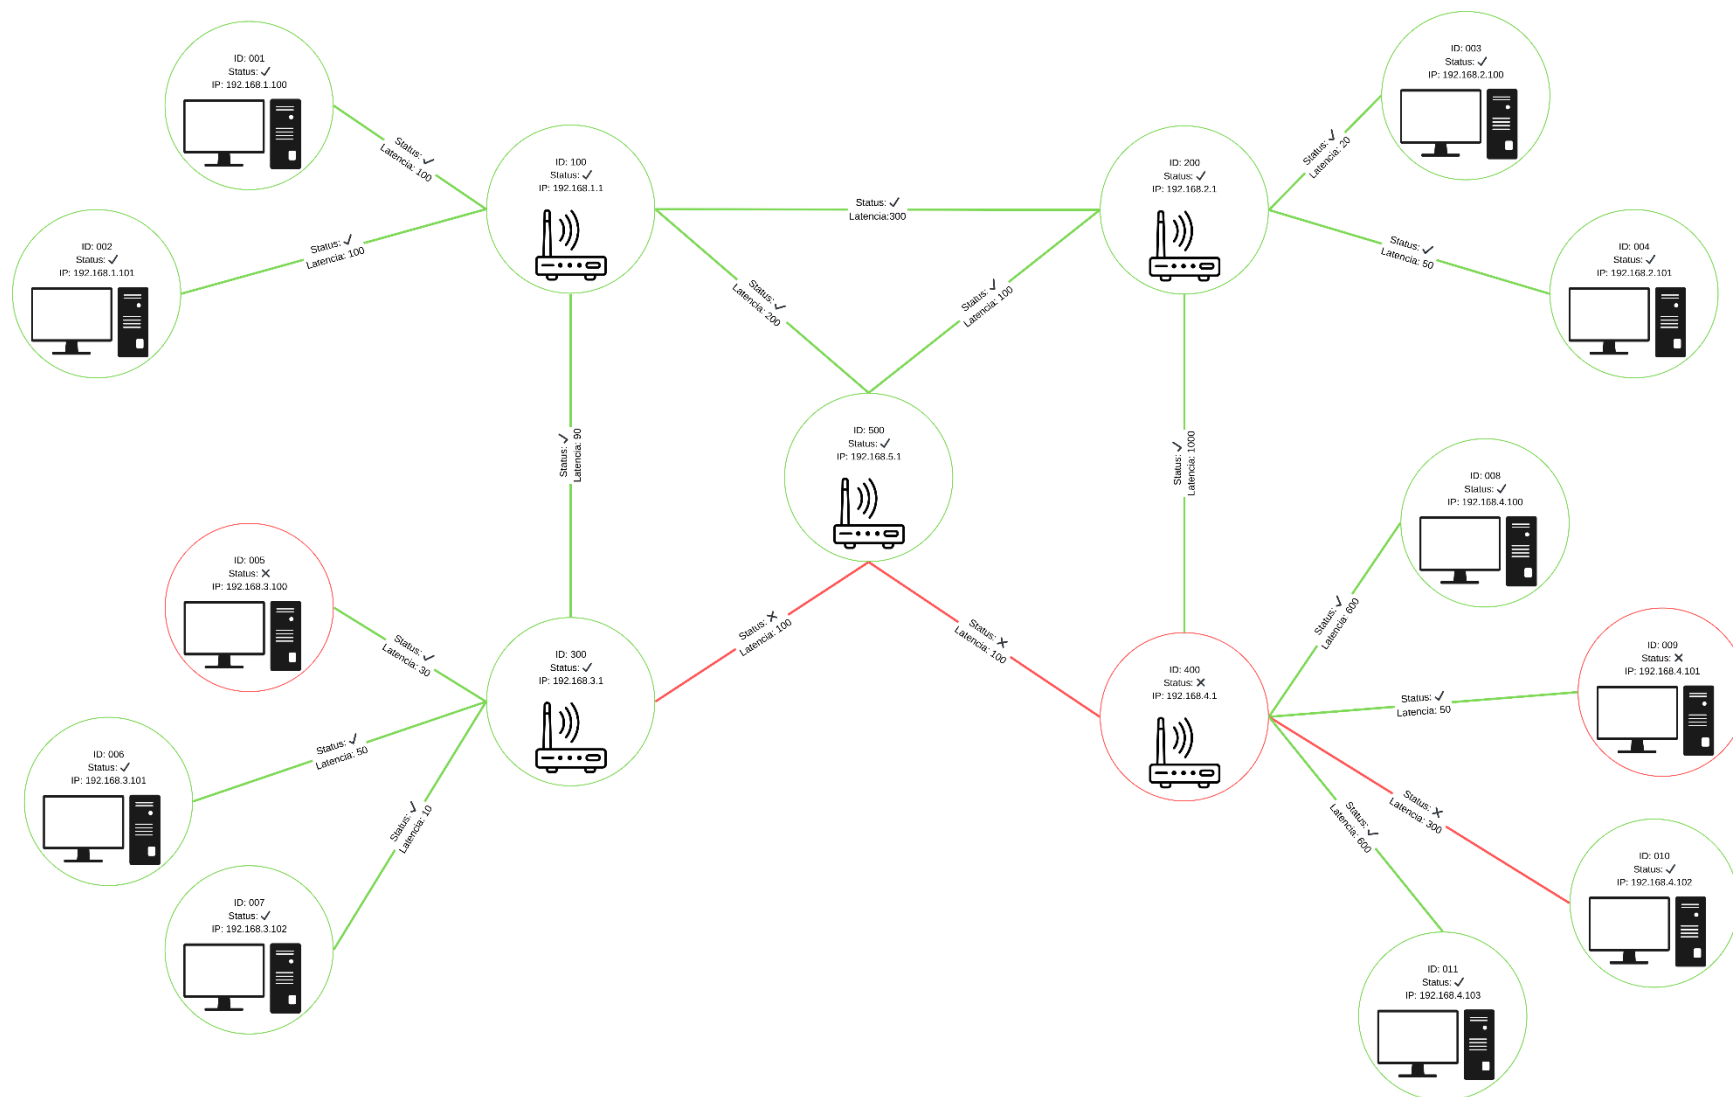 ID: 001
Status: ✓
IP: 192.168.1.100
ID: 003
Status: ✓
IP: 192.168.2.100
Status: ✓
Latencia: 100
ID: 100
Status: ✓
IP: 192.168.1.1
ID: 200
Status: ✓
IP: 192.168.2.1
Status: ✓
Latencia: 20
ID: 002
Status: ✓
IP: 192.168.1.101
Status: ✓
Latencia: 100
Status: ✓
Latencia:300
Status: ✓
Latencia: 50
ID: 004
Status: ✓
IP: 192.168.2.101
Status: ✓
Latencia: 200
Status: ✓
Latencia: 100
Status: ✓
Latencia: 90
ID: 500
Status: ✓
IP: 192.168.5.1
Status: ✓
Latencia: 1000
ID: 008
Status: ✓
IP: 192.168.4.100
ID: 005
Status: ✕
IP: 192.168.3.100
Status: ✓
Latencia: 30
ID: 300
Status: ✓
IP: 192.168.3.1
Status: ✕
Latencia: 100
Status: ✕
Latencia: 100
ID: 400
Status: ✕
IP: 192.168.4.1
Status: ✓
Latencia: 600
ID: 009
Status: ✕
IP: 192.168.4.101
Status: ✓
Latencia: 50
ID: 006
Status: ✓
IP: 192.168.3.101
Status: ✓
Latencia: 50
Status: ✓
Latencia: 10
Status: ✓
Latencia: 600
Status: ✕
Latencia: 300
ID: 010
Status: ✓
IP: 192.168.4.102
ID: 007
Status: ✓
IP: 192.168.3.102
ID: 011
Status: ✓
IP: 192.168.4.103